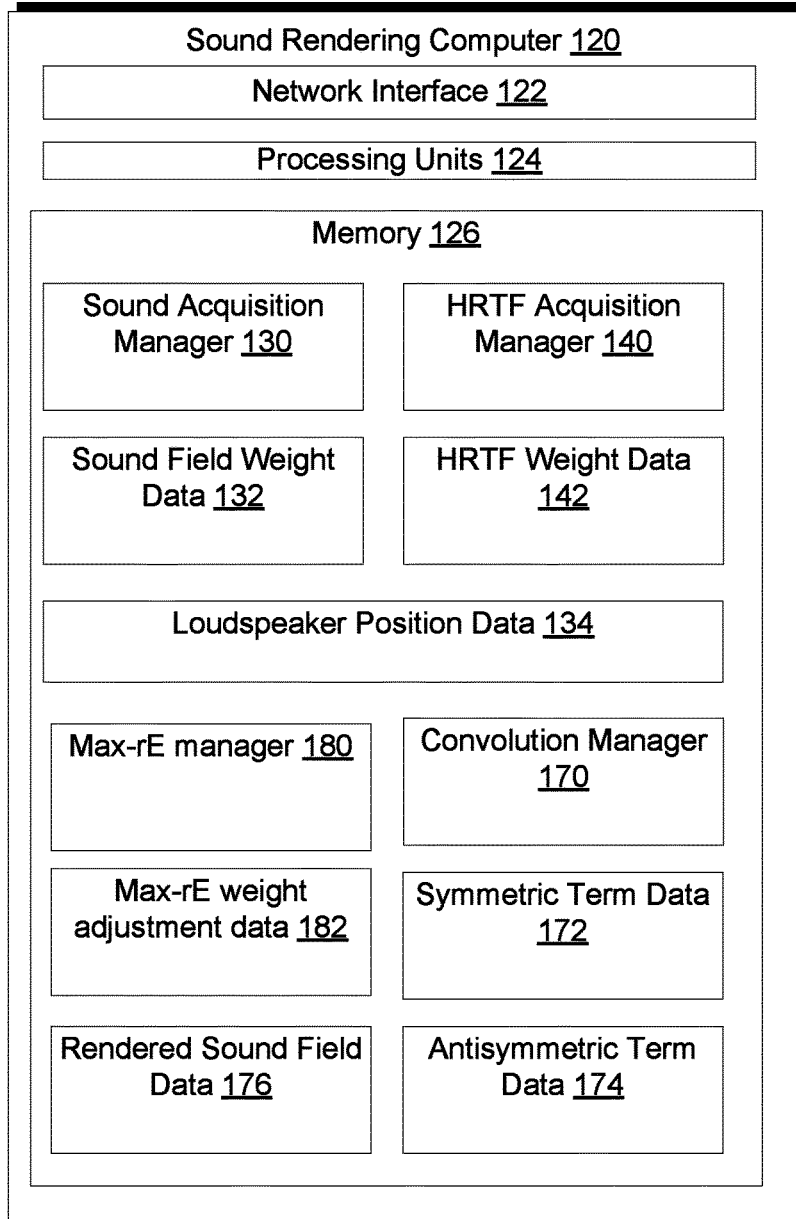 Sound Rendering Computer 120
Network Interface 122
Processing Units 124
Memory 126
Sound Acquisition
Manager 130
HRTF Acquisition
Manager 140
Sound Field Weight
Data 132
HRTF Weight Data
142
Loudspeaker Position Data 134
Max-rE manager 180
Convolution Manager
170
Max-rE weight
adjustment data 182
Symmetric Term Data
172
Rendered Sound Field
Data 176
Antisymmetric Term
Data 174